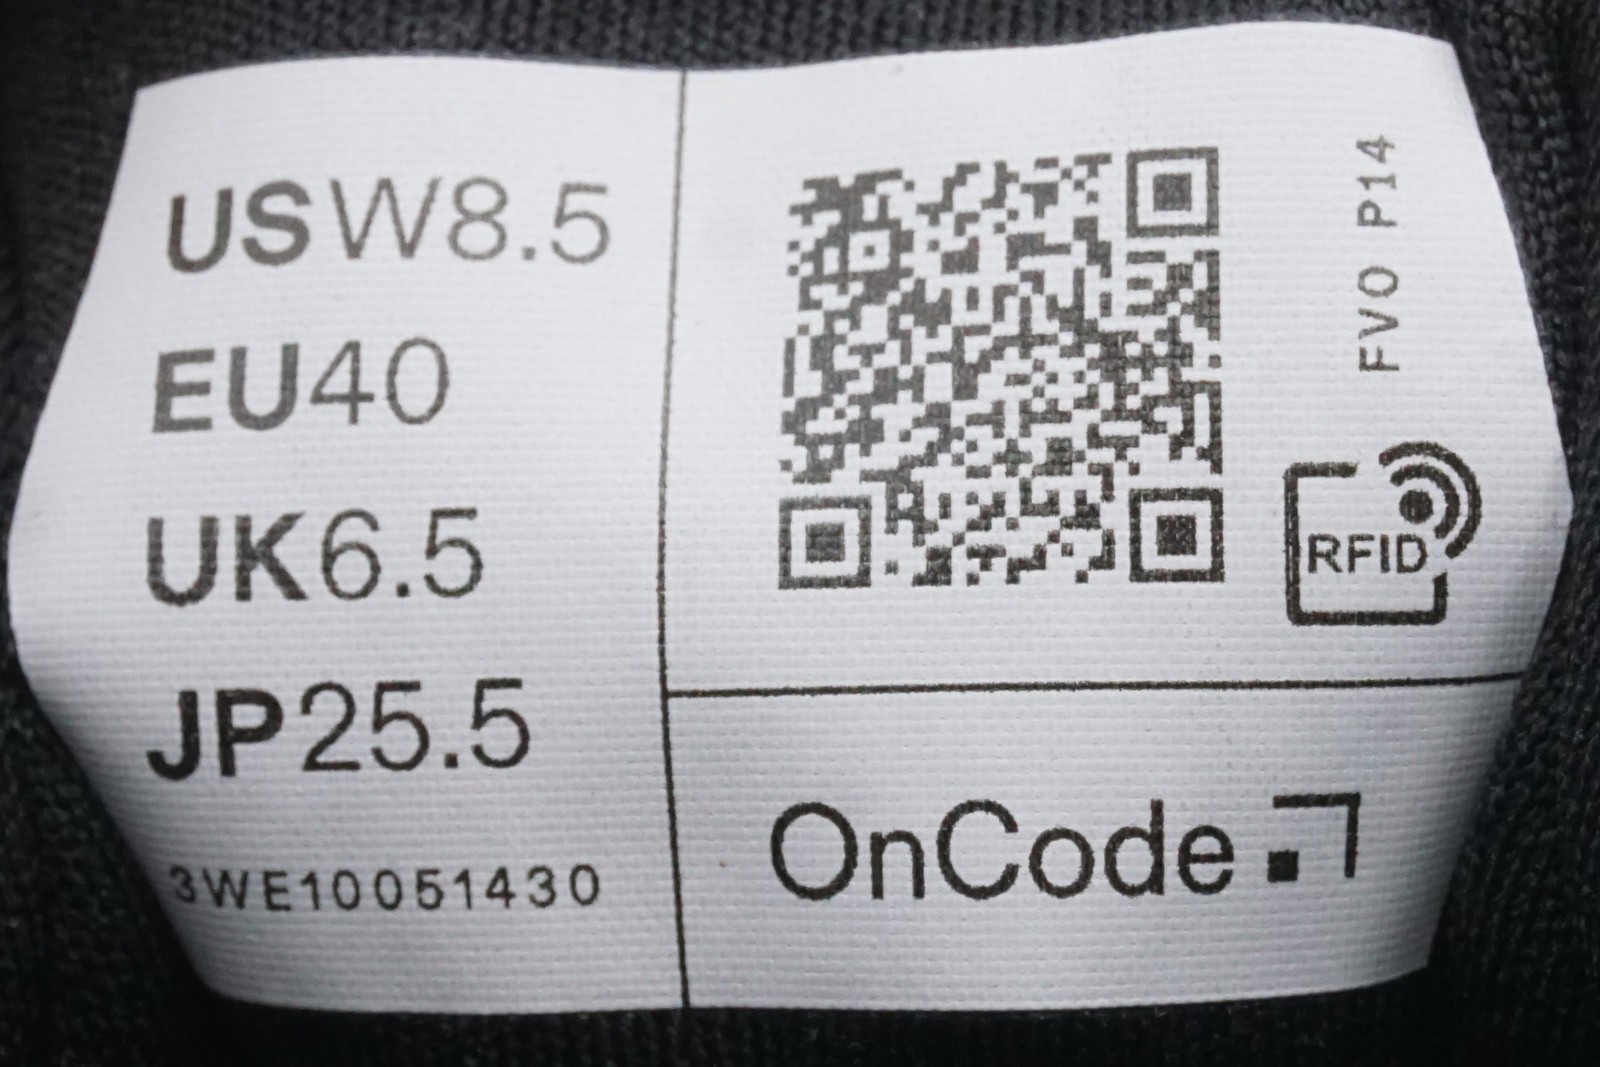 USW8.5
EU40
UK6.5
JP25.5
3WE10051430
FVO P14
RFID
OnCode